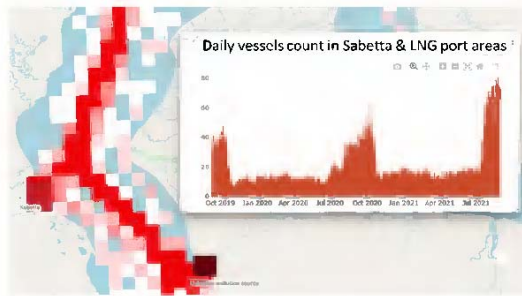 Daily vessels count in Sabetta & LNG port areas
80
60
40
20
0
Oct 2019 Jan 2020 Apr 2020 Jul 2020 Oct 2020 Jan 2021 Apr 2021 Jul 2021
Sabetta